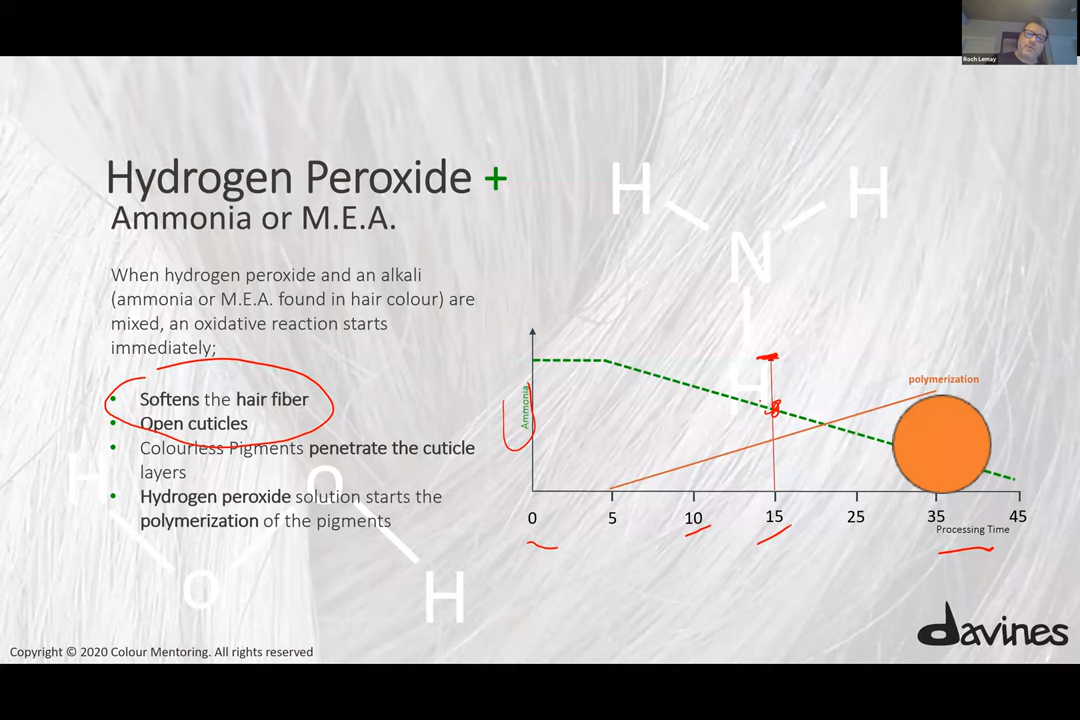 Roch Lemay
Hydrogen Peroxide +
Ammonia or M.E.A.
When hydrogen peroxide and an alkali
(ammonia or M.E.A. found in hair colour) are
mixed, an oxidative reaction starts
immediately;
• Softens the hair fiber
• Open cuticles
• Colourless Pigments penetrate the cuticle
layers
• Hydrogen peroxide solution starts the
polymerization of the pigments
H
O
O
H
H
H
N
H
Ammonia
polymerization
0 5 10 15 25 35 45
Processing Time
davines
Copyright © 2020 Colour Mentoring. All rights reserved